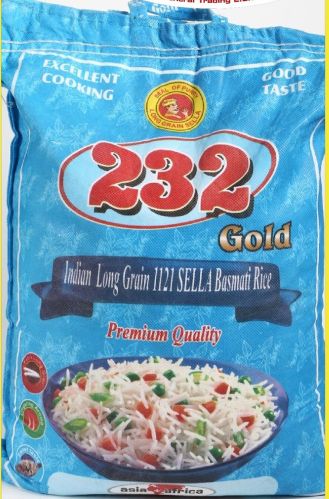 EXCELLENT
COOKING
GOOD
TASTE
SEAL OF PURE
LONG GRAIN SELLA
232
Gold
Indian Long Grain 1121 SELLA Basmati Rice
Premium Quality
asia africa